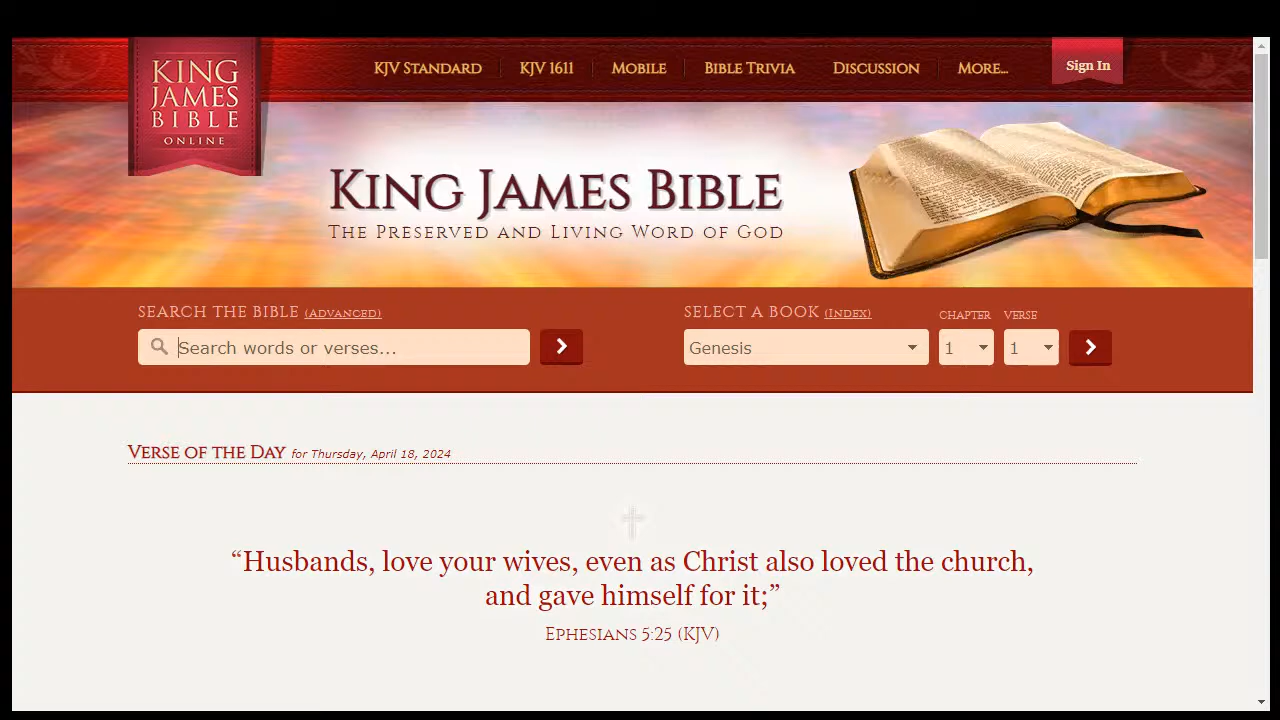 KING
JAMES
BIBLE
ONLINE
KJV STANDARD KJV 1611 MOBILE BIBLE TRIVIA DISCUSSION MORE...
Sign In
KING JAMES BIBLE
THE PRESERVED AND LIVING WORD OF GOD
SEARCH THE BIBLE (ADVANCED) SELECT A BOOK (INDEX) CHAPTER VERSE
Search words or verses... Genesis 1 1
VERSE OF THE DAY for Thursday, April 18, 2024
“Husbands, love your wives, even as Christ also loved the church,
and gave himself for it;”
EPHESIANS 5:25 (KJV)